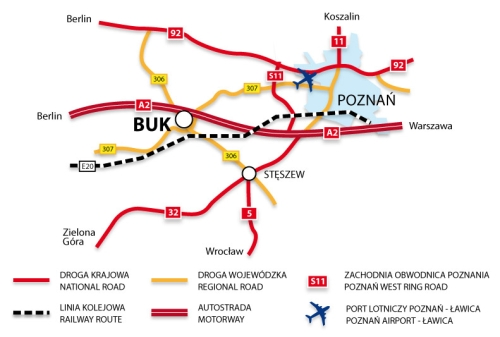 Koszalin
Berlin
92
11
92
S11
306
307
POZNAŃ
Berlin
A2
BUK
A2
Warszawa
307
E20
306
STĘSZEW
32
5
Zielona
Góra
Wrocław
DROGA KRAJOWA
NATIONAL ROAD
DROGA WOJEWÓDZKA
REGIONAL ROAD
S11
ZACHODNIA OBWODNICA POZNANIA
POZNAŃ WEST RING ROAD
LINIA KOLEJOWA
RAILWAY ROUTE
AUTOSTRADA
MOTORWAY
PORT LOTNICZY POZNAŃ - ŁAWICA
POZNAŃ AIRPORT - ŁAWICA